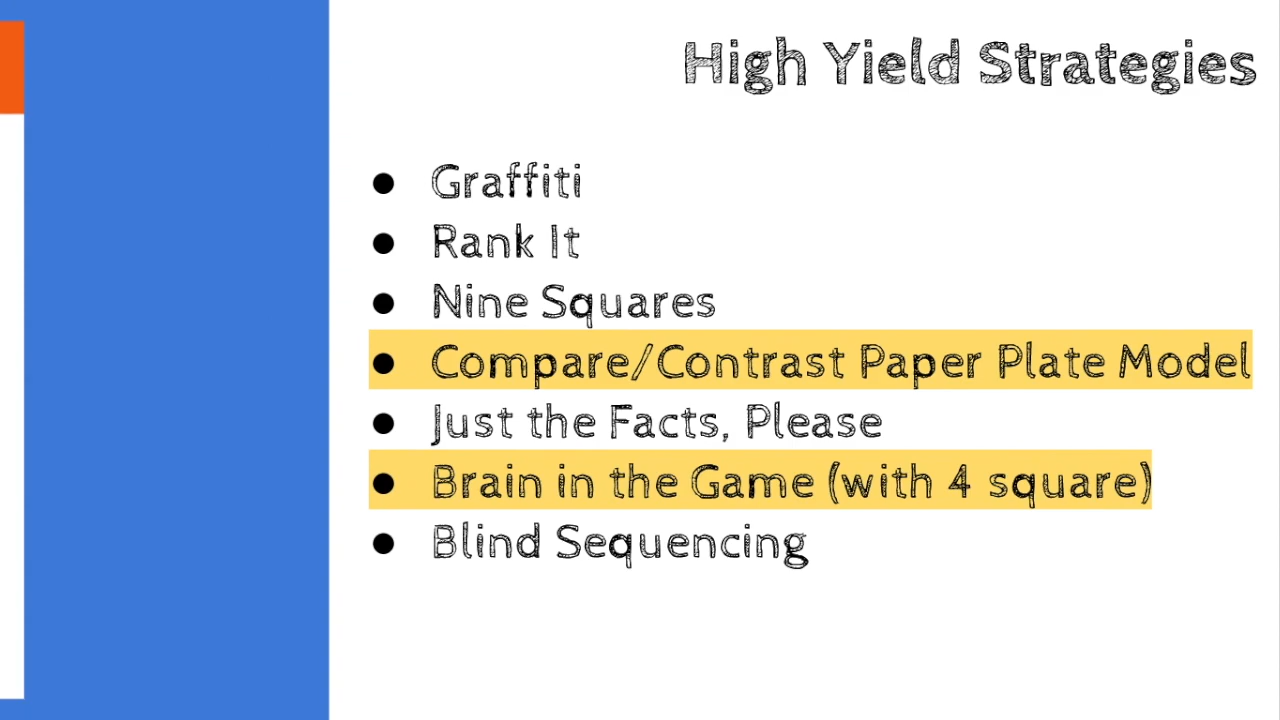 High Yield Strategies
● Graffiti
● Rank It
● Nine Squares
● Compare/Contrast Paper Plate Model
● Just the Facts, Please
● Brain in the Game (with 4 square)
● Blind Sequencing